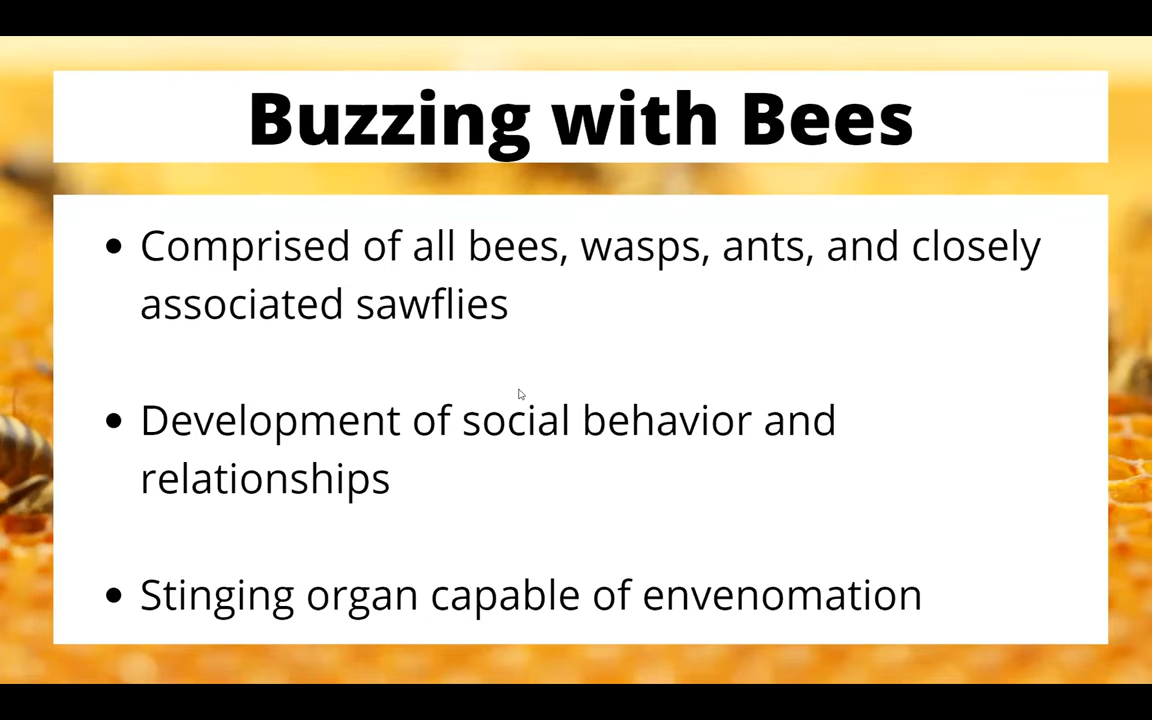 Buzzing with Bees
• Comprised of all bees, wasps, ants, and closely
associated sawflies
• Development of social behavior and
relationships
• Stinging organ capable of envenomation